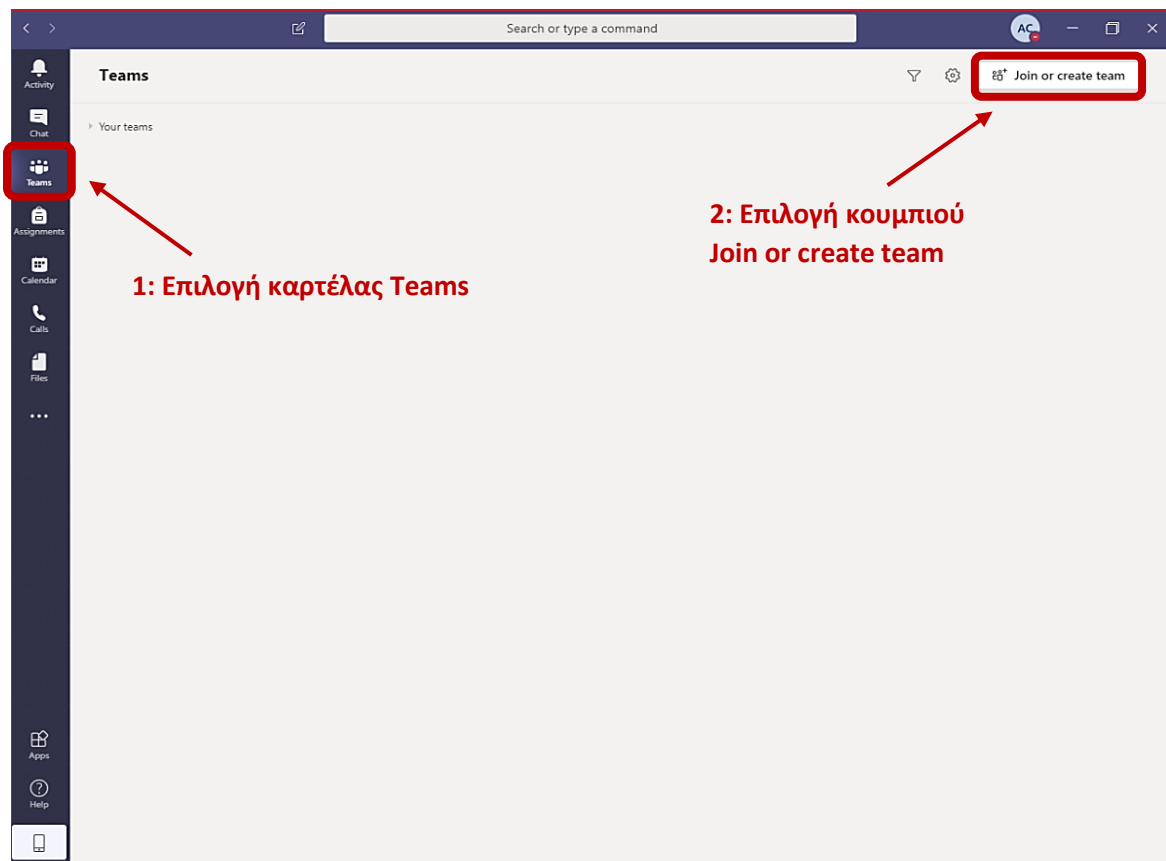 Search or type a command
AC
Activity
Teams
Join or create team
Chat
Your teams
Teams
Assignments
2: Επιλογή κουμπιού
Join or create team
Calendar
1: Επιλογή καρτέλας Teams
Calls
Files
Apps
Help